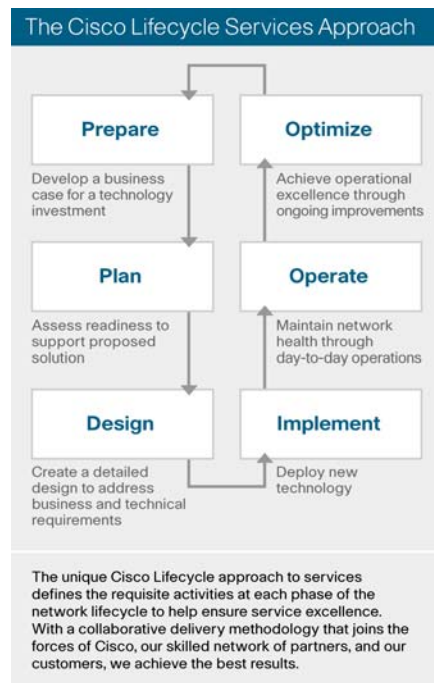 The Cisco Lifecycle Services Approach
Prepare
Develop a business
case for a technology
investment
Plan
Assess readiness to
support proposed
solution
Design
Create a detailed
design to address
business and technical
requirements
Implement
Deploy new
technology
Operate
Maintain network
health through
day-to-day operations
Optimize
Achieve operational
excellence through
ongoing improvements
The unique Cisco Lifecycle approach to services
defines the requisite activities at each phase of the
network lifecycle to help ensure service excellence.
With a collaborative delivery methodology that joins the
forces of Cisco, our skilled network of partners, and our
customers, we achieve the best results.